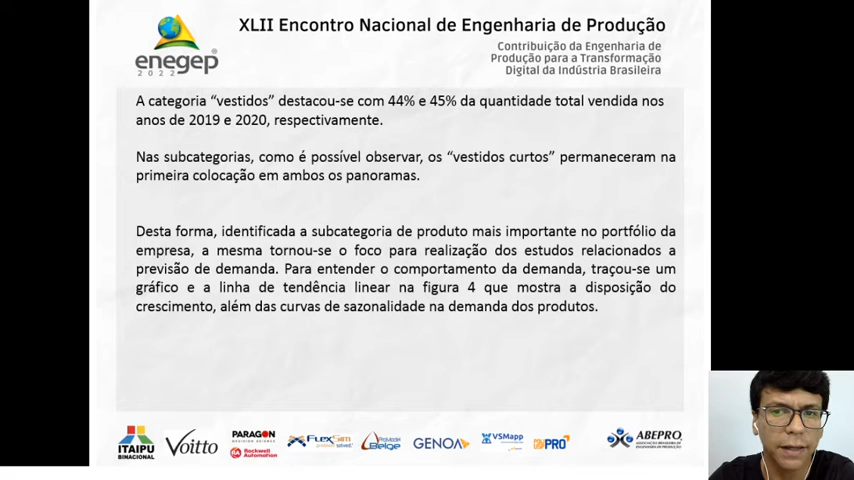 XLII Encontro Nacional de Engenharia de Produção
Contribuição da Engenharia de
Produção para a Transformação
Digital da Indústria Brasileira
enegep
2022
A categoria “vestidos” destacou-se com 44% e 45% da quantidade total vendida nos
anos de 2019 e 2020, respectivamente.
Nas subcategorias, como é possível observar, os “vestidos curtos” permaneceram na
primeira colocação em ambos os panoramas.
Desta forma, identificada a subcategoria de produto mais importante no portfólio da
empresa, a mesma tornou-se o foco para realização dos estudos relacionados a
previsão de demanda. Para entender o comportamento da demanda, traçou-se um
gráfico e a linha de tendência linear na figura 4 que mostra a disposição do
crescimento, além das curvas de sazonalidade na demanda dos produtos.
ITAIPU
BINACIONAL
Voitto
PARAGON
Rockwell
Automation
FlexSim
ProModel
Belge
GENOA
VSMapp
PRO
ABEPRO